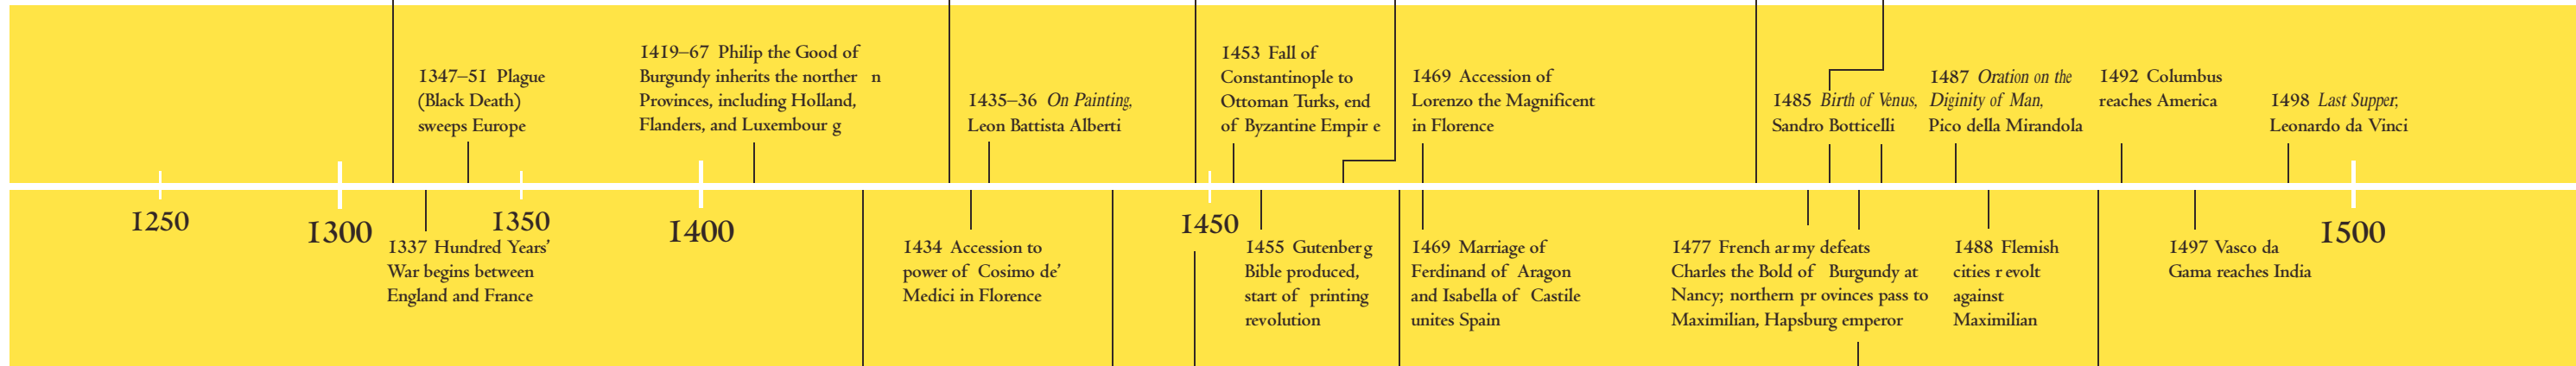 1347–51 Plague
(Black Death)
sweeps Europe
1419–67 Philip the Good of
Burgundy inherits the norther n
Provinces, including Holland,
Flanders, and Luxembour g
1435–36 On Painting,
Leon Battista Alberti
1453 Fall of
Constantinople to
Ottoman Turks, end
of Byzantine Empir e
1469 Accession of
Lorenzo the Magnificent
in Florence
1485 Birth of Venus,
Sandro Botticelli
1487 Oration on the
Diginity of Man,
Pico della Mirandola
1492 Columbus
reaches America
1498 Last Supper,
Leonardo da Vinci
1250
1300
1350
1400
1450
1500
1337 Hundred Years'
War begins between
England and France
1434 Accession to
power of Cosimo de'
Medici in Florence
1455 Gutenberg
Bible produced,
start of printing
revolution
1469 Marriage of
Ferdinand of Aragon
and Isabella of Castile
unites Spain
1477 French army defeats
Charles the Bold of Burgundy at
Nancy; northern pr ovinces pass to
Maximilian, Hapsburg emperor
1488 Flemish
cities r evolt
against
Maximilian
1497 Vasco da
Gama reaches India